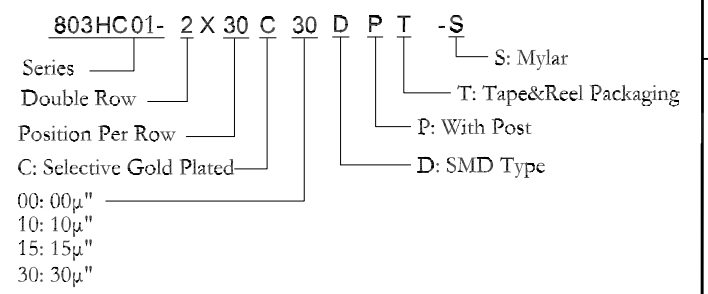 803HC01- 2 X 30 C 30 D P T -S
S: Mylar
Series
T: Tape&Reel Packaging
Double Row
P: With Post
Position Per Row
C: Selective Gold Plated
D: SMD Type
00: 00µ"
10: 10µ"
15: 15µ"
30: 30µ"